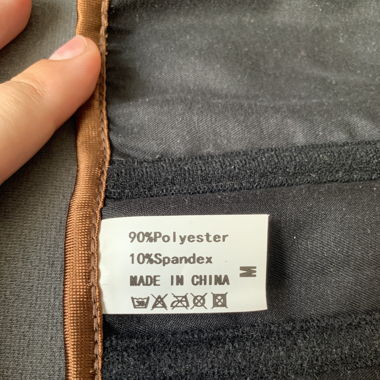 90%Polyester
10%Spandex
MADE IN CHINA
M